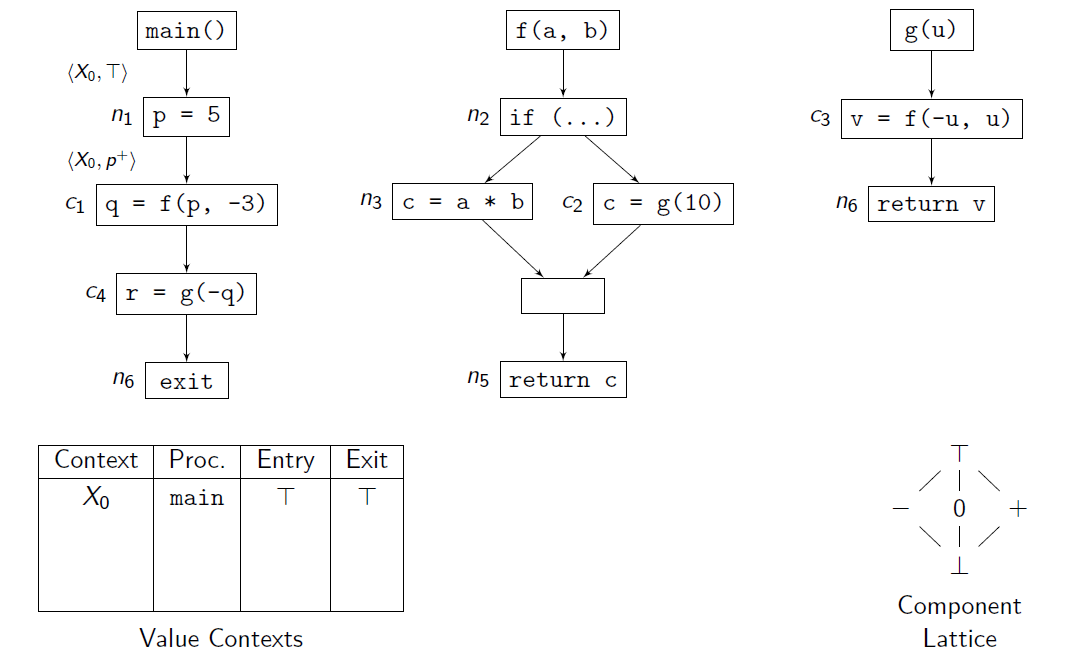 main()
⟨X₀, ⊤⟩
n₁ p = 5
⟨X₀, p⁺⟩
c₁ q = f(p, -3)
c₄ r = g(-q)
n₆ exit
f(a, b)
n₂ if (...)
n₃ c = a * b
c₂ c = g(10)
n₅ return c
g(u)
c₃ v = f(-u, u)
n₆ return v
Context Proc. Entry Exit
X₀ main ⊤ ⊤
Value Contexts
⊤
− 0 +
⊥
Component
Lattice